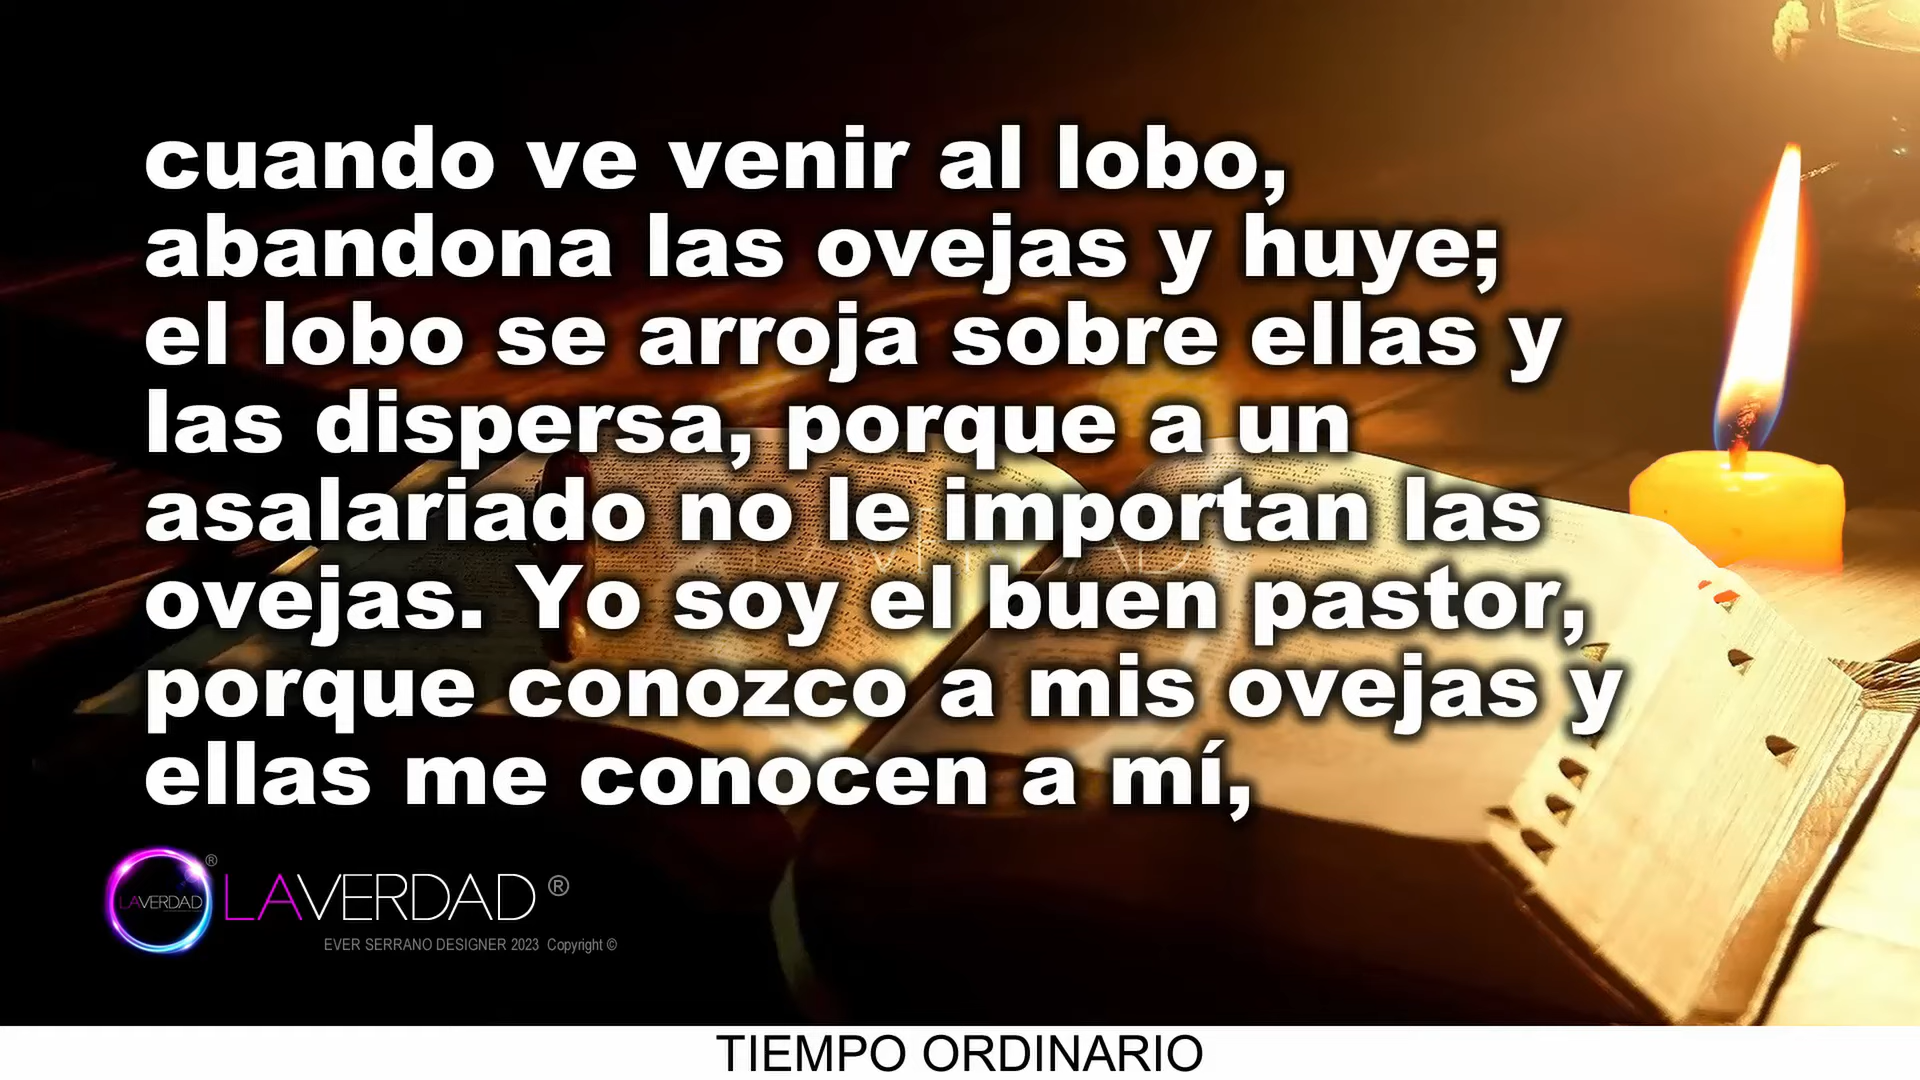 cuando ve venir al lobo,
abandona las ovejas y huye;
el lobo se arroja sobre ellas y
las dispersa, porque a un
asalariado no le importan las
ovejas. Yo soy el buen pastor,
porque conozco a mis ovejas y
ellas me conocen a mí,
LAVERDAD ®
LAVERDAD ®
EVER SERRANO DESIGNER 2023 Copyright ©
TIEMPO ORDINARIO